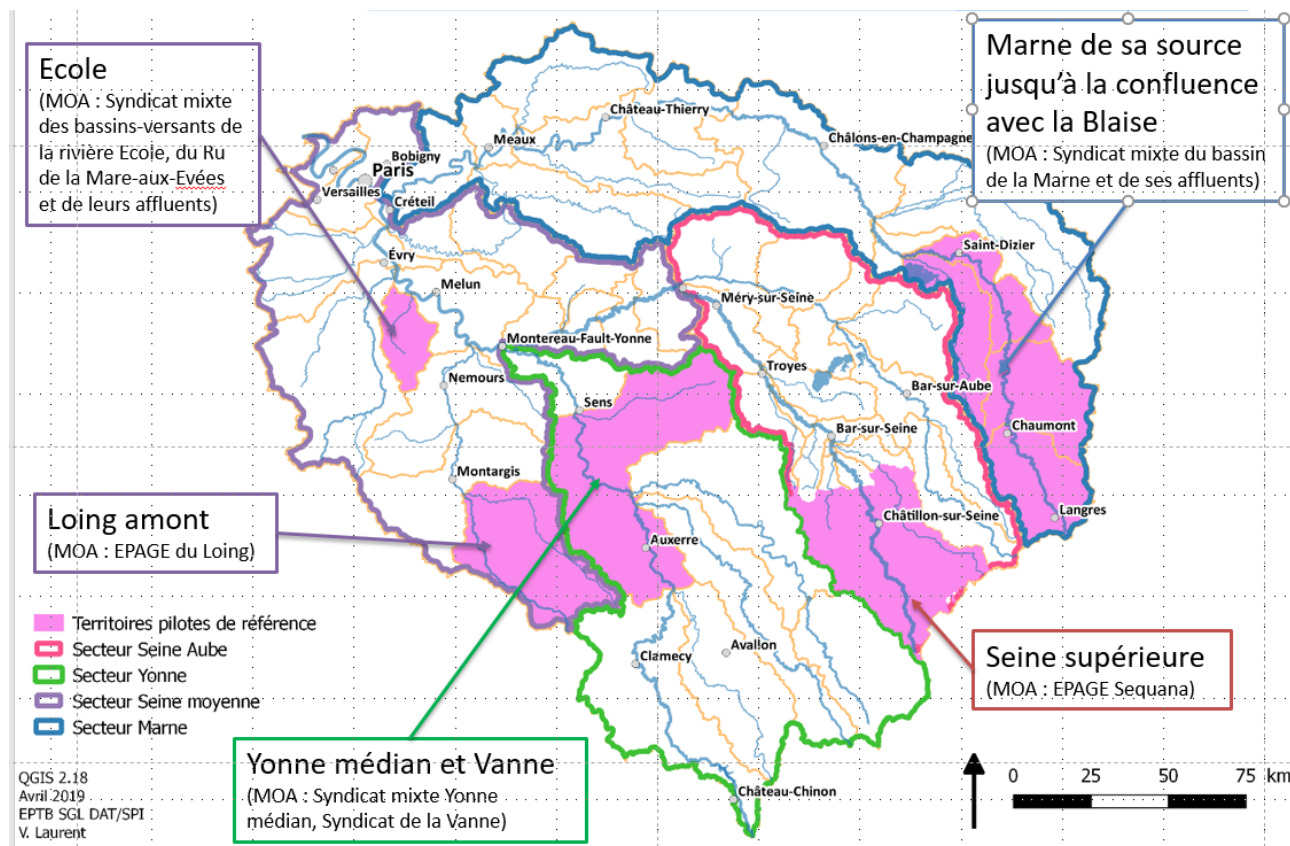 Ecole
(MOA : Syndicat mixte
des bassins-versants de
la rivière Ecole, du Ru
de la Mare-aux-Evées
et de leurs affluents)
Marne de sa source
jusqu'à la confluence
avec la Blaise
(MOA : Syndicat mixte du bassin
de la Marne et de ses affluents)
Château-Thierry
Châlons-en-Champagne
Meaux
Bobigny
Paris
Versailles
Créteil
Saint-Dizier
Évry
Melun
Méry-sur-Seine
Montereau-Fault-Yonne
Troyes
Nemours
Bar-sur-Aube
Sens
Bar-sur-Seine
Chaumont
Montargis
Langres
Châtillon-sur-Seine
Auxerre
Loing amont
(MOA : EPAGE du Loing)
Avallon
Clamecy
Château-Chinon
Territoires pilotes de référence
Secteur Seine Aube
Secteur Yonne
Secteur Seine moyenne
Secteur Marne
Seine supérieure
(MOA : EPAGE Sequana)
Yonne médian et Vanne
(MOA : Syndicat mixte Yonne
médian, Syndicat de la Vanne)
QGIS 2.18
Avril 2019
EPTB SGL DAT/SPI
V. Laurent
0 25 50 75 km